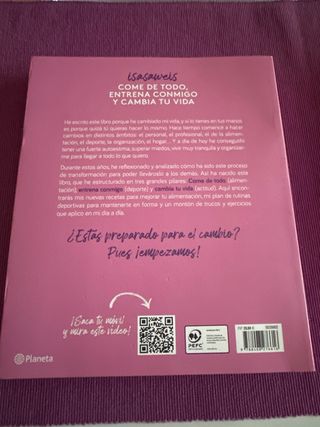 isasaweis
COME DE TODO,
ENTRENA CONMIGO
Y CAMBIA TU VIDA
He escrito este libro porque he cambiado mi vida, y si lo tienes en tus manos
es porque quizá tú quieras hacer lo mismo. Hace tiempo comencé a hacer
cambios en distintos ámbitos: el personal, el profesional, el de la alimen-
tación, el deporte, la organización, el hogar... Y a día de hoy he conseguido
tener una fuerte autoestima, superar miedos, vivir muy tranquila y organizar-
me para llegar a todo lo que quiero.
Durante estos años, he reflexionado y analizado cómo ha sido este proceso
de transformación para poder llevároslo a los demás. Así ha nacido este
libro, que he estructurado en tres grandes pilares: Come de todo (alimen-
tación), entrena conmigo (deporte) y cambia tu vida (actitud). Aquí encon-
trarás mis nuevas recetas para mejorar tu alimentación, mi plan de rutinas
deportivas para mantenerte en forma y un montón de trucos y ejercicios
que aplico en mi día a día.
¿Estás preparado para el cambio?
Pues ¡empezamos!
¡Saca tu móvil
y mira este vídeo!
Planeta
PEFC